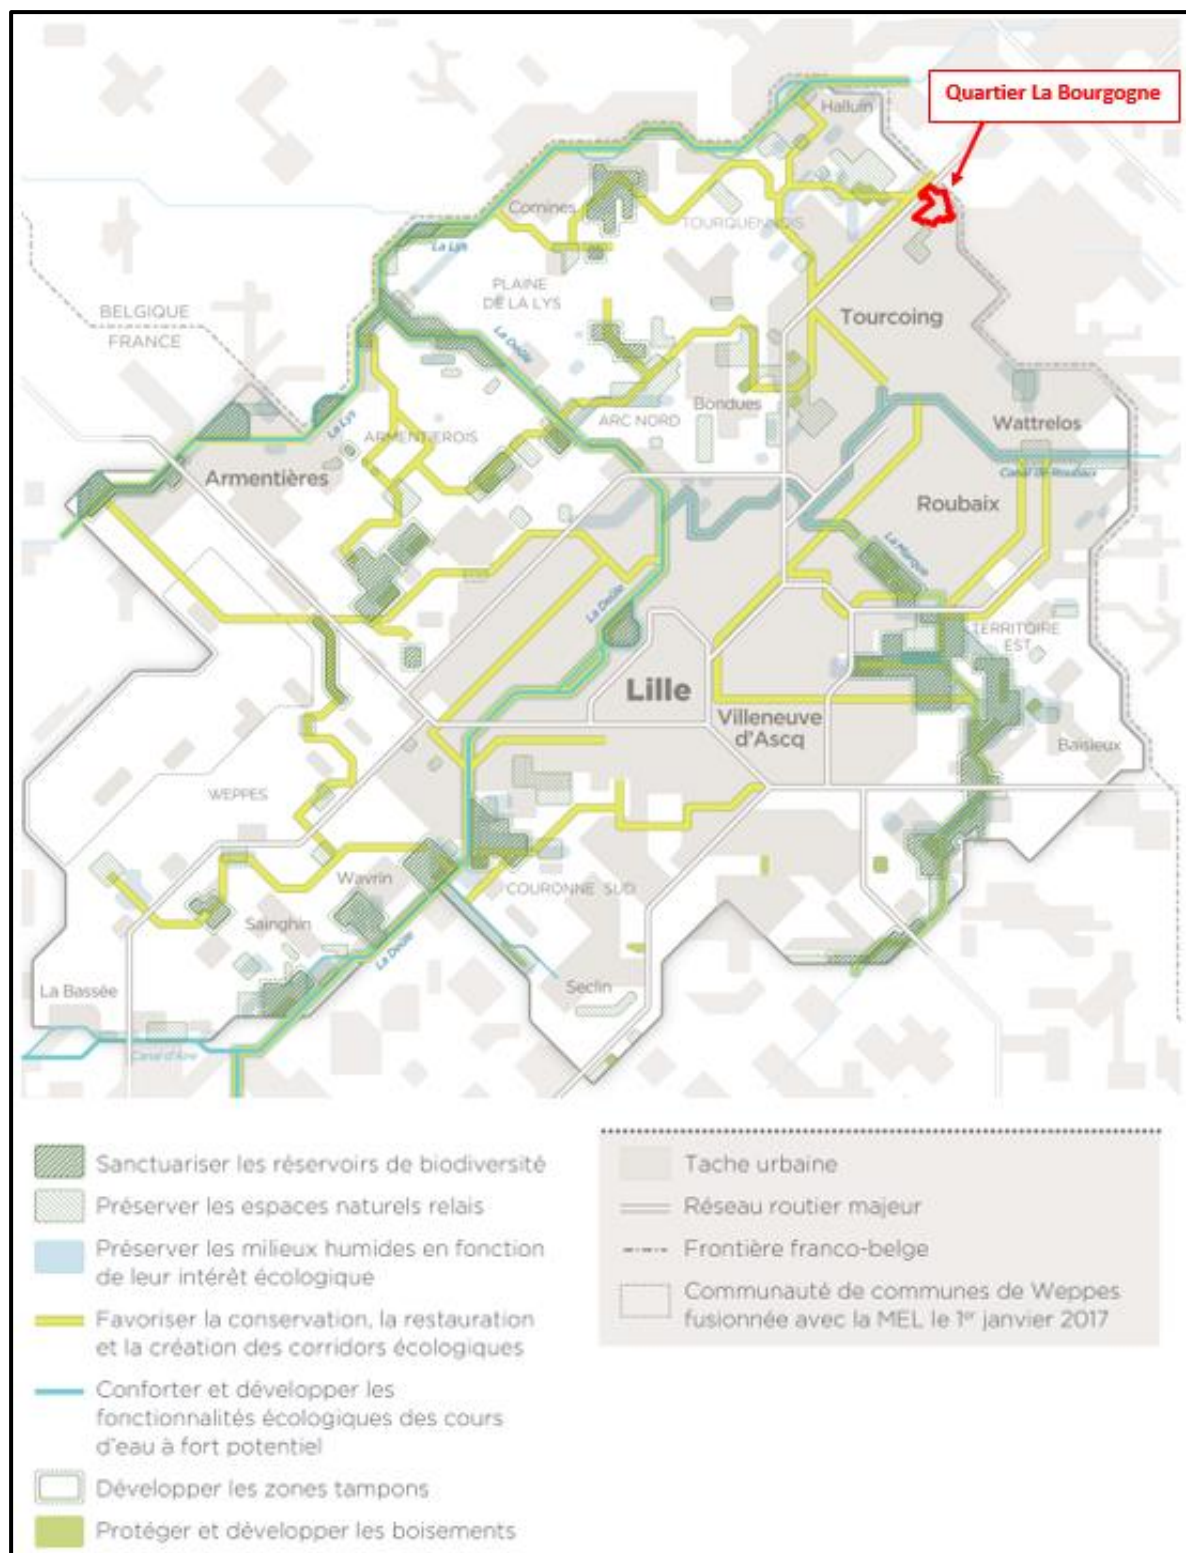 Quartier La Bourgogne
Halluin
Comines
TOURQUENNOIS
La Lys
PLAINE
DE LA LYS
BELGIQUE
FRANCE
La Deûle
Tourcoing
Bondues
ARC NORD
Wattrelos
La Lys
ARMENTIEROIS
Canal de Roubaix
Armentières
Roubaix
La Marque
La Deûle
TERRITOIRE
EST
Lille
Villeneuve
d'Ascq
Baisieux
WEPPES
Wavrin
COURONNE SUD
Sainghin
La Deûle
La Bassée
Seclin
Canal d'Aire
Sanctuariser les réservoirs de biodiversité
Préserver les espaces naturels relais
Préserver les milieux humides en fonction
de leur intérêt écologique
Favoriser la conservation, la restauration
et la création des corridors écologiques
Conforter et développer les
fonctionnalités écologiques des cours
d'eau à fort potentiel
Développer les zones tampons
Protéger et développer les boisements
Tache urbaine
Réseau routier majeur
Frontière franco-belge
Communauté de communes de Weppes
fusionnée avec la MEL le 1er janvier 2017